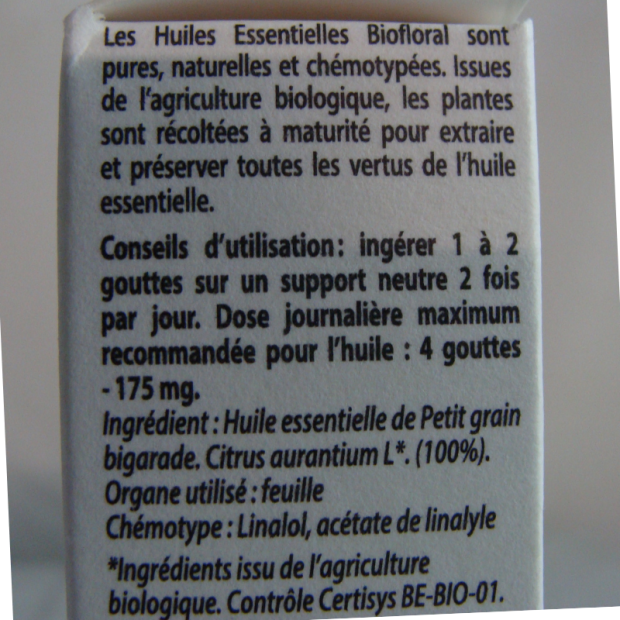 Les Huiles Essentielles Biofloral sont
pures, naturelles et chémotypées. Issues
de l'agriculture biologique, les plantes
sont récoltées à maturité pour extraire
et préserver toutes les vertus de l'huile
essentielle.
Conseils d'utilisation: ingérer 1 à 2
gouttes sur un support neutre 2 fois
par jour. Dose journalière maximum
recommandée pour l'huile : 4 gouttes
- 175 mg.
Ingrédient : Huile essentielle de Petit grain
bigarade. Citrus aurantium L*. (100%).
Organe utilisé : feuille
Chémotype : Linalol, acétate de linalyle
*Ingrédients issu de l'agriculture
biologique. Contrôle Certisys BE-BIO-01.